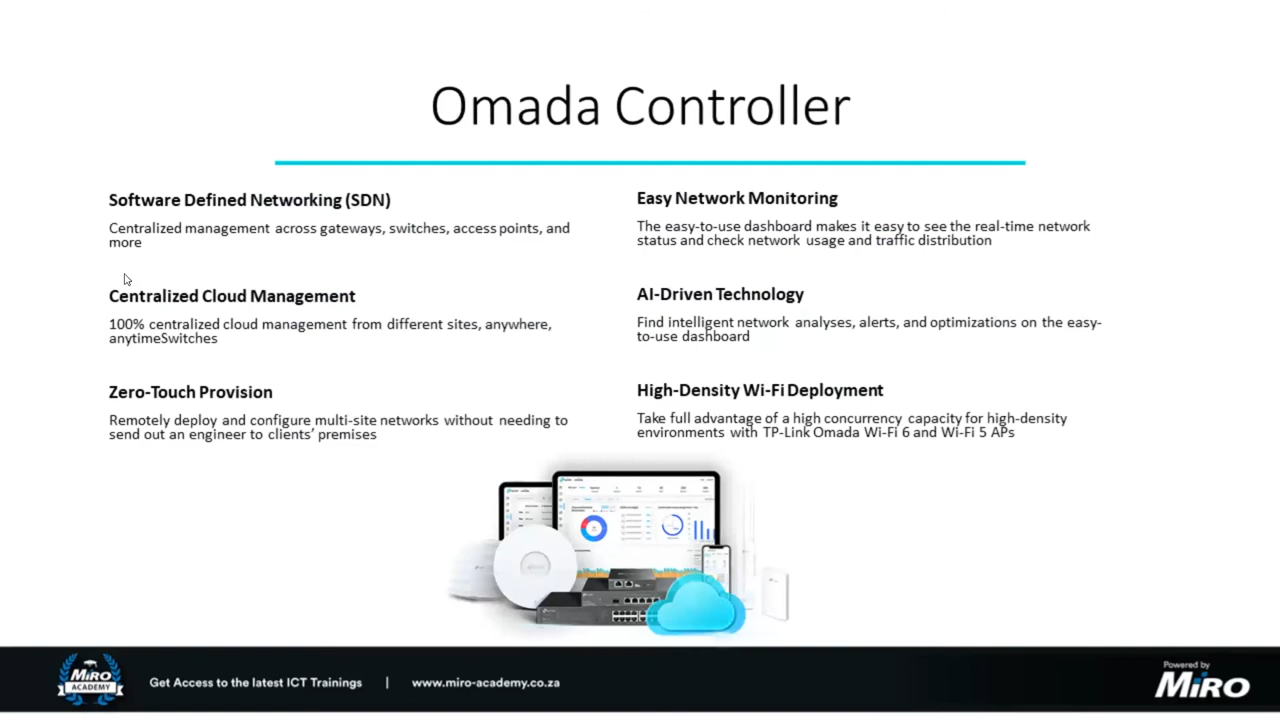 Omada Controller
Software Defined Networking (SDN)
Centralized management across gateways, switches, access points, and
more
Centralized Cloud Management
100% centralized cloud management from different sites, anywhere,
anytimeSwitches
Zero-Touch Provision
Remotely deploy and configure multi-site networks without needing to
send out an engineer to clients’ premises
Easy Network Monitoring
The easy-to-use dashboard makes it easy to see the real-time network
status and check network usage and traffic distribution
AI-Driven Technology
Find intelligent network analyses, alerts, and optimizations on the easy-
to-use dashboard
High-Density Wi-Fi Deployment
Take full advantage of a high concurrency capacity for high-density
environments with TP-Link Omada Wi-Fi 6 and Wi-Fi 5 APs
MiRO
ACADEMY
Get Access to the latest ICT Trainings | www.miro-academy.co.za
Powered by
MiRO